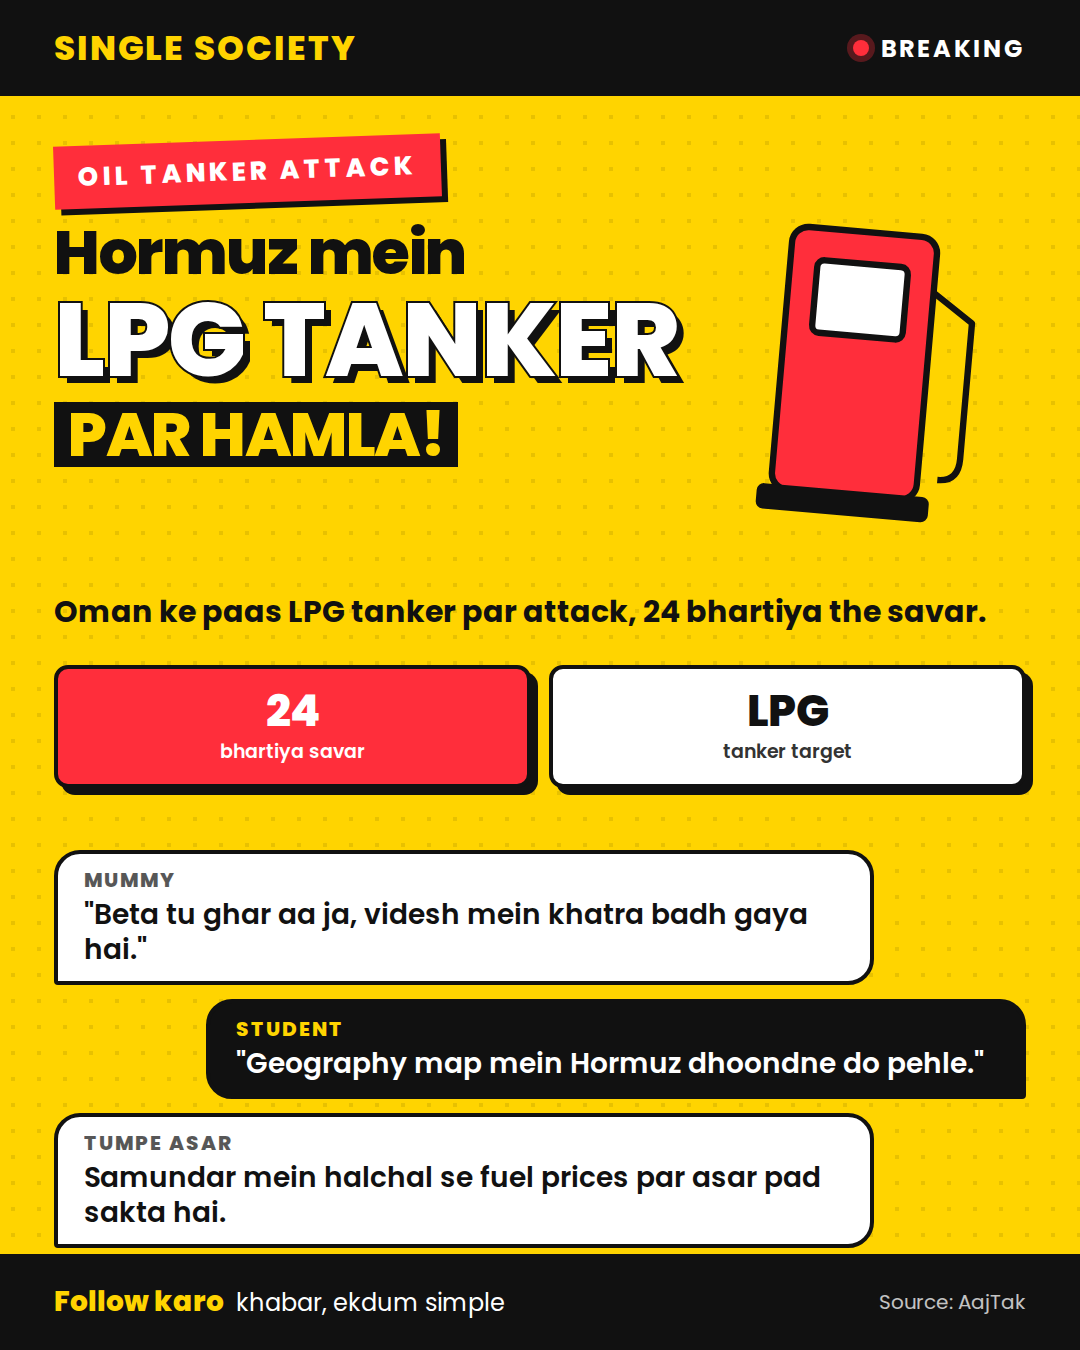 SINGLE SOCIETY
BREAKING
OIL TANKER ATTACK
Hormuz mein
LPG TANKER
PAR HAMLA!
Oman ke paas LPG tanker par attack, 24 bhartiya the savar.
24
bhartiya savar
LPG
tanker target
MUMMY
"Beta tu ghar aa ja, videsh mein khatra badh gaya
hai."
STUDENT
"Geography map mein Hormuz dhoondne do pehle."
TUMPE ASAR
Samundar mein halchal se fuel prices par asar pad
sakta hai.
Follow karo khabar, ekdum simple
Source: AajTak